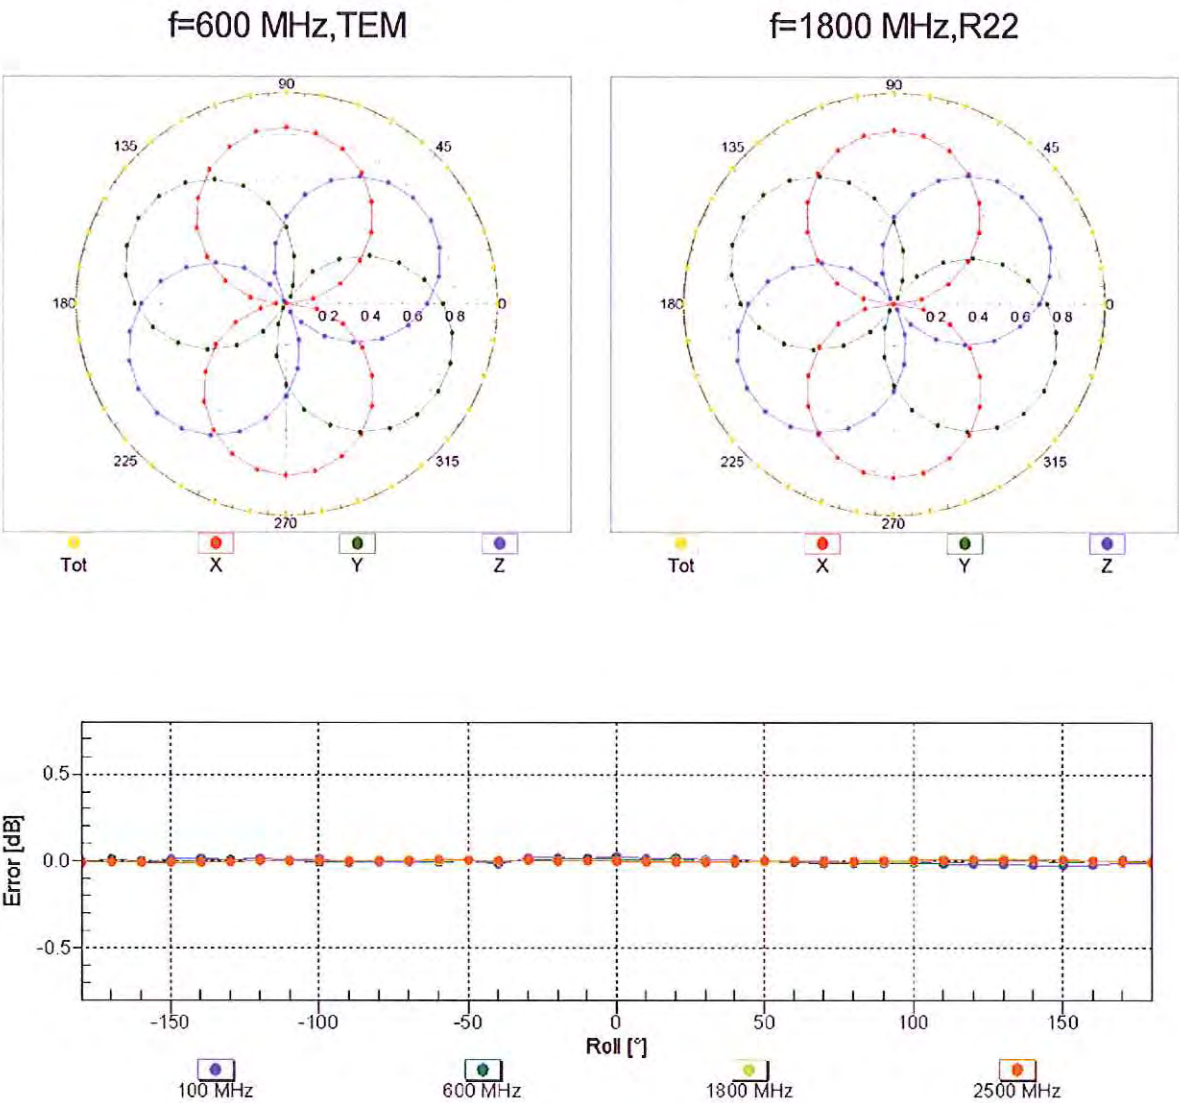 f=600 MHz,TEM
f=1800 MHz,R22
90
135
45
180
0 2 0 4 0 6 0 8
0
225
315
270
Tot X Y Z
90
135
45
180
0 2 0 4 0 6 0 8
0
225
315
270
Tot X Y Z
Error [dB]
0.5
0.0
-0.5
-150 -100 -50 0 50 100 150
Roll [°]
100 MHz 600 MHz 1800 MHz 2500 MHz